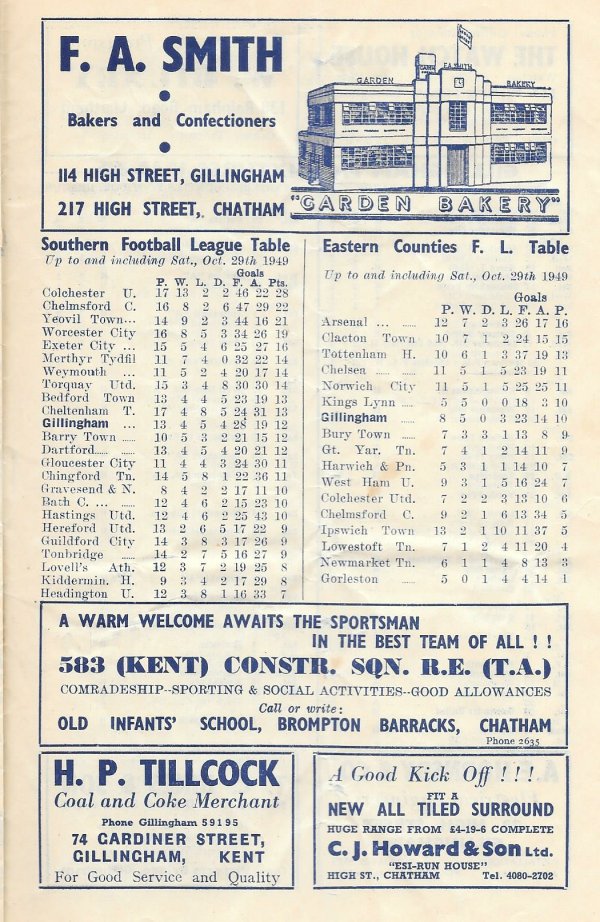 F. A. SMITH
Bakers and Confectioners
114 HIGH STREET, GILLINGHAM
217 HIGH STREET, CHATHAM
GARDEN
F.A. SMITH
BAKERY
"GARDEN BAKERY"
Southern Football League Table
Up to and including Sat., Oct. 29th 1949
Goals
P. W. L. D. F. A. Pts.
Colchester U. 17 13 2 2 46 22 28
Chelmsford C. 16 8 2 6 47 29 22
Yeovil Town... 14 9 2 3 44 16 21
Worcester City 16 8 5 3 34 26 19
Exeter City ... 15 5 4 6 25 27 16
Merthyr Tydfil 11 7 4 0 32 22 14
Weymouth ... 11 5 2 4 20 17 14
Torquay Utd. 15 3 4 8 30 30 14
Bedford Town 13 4 4 5 23 19 13
Cheltenham T. 17 4 8 5 24 31 13
Gillingham ... 13 4 5 4 28 19 12
Barry Town ...... 10 5 3 2 21 15 12
Dartford...... ...... 13 4 5 4 20 21 12
Gloucester City 11 4 4 3 24 30 11
Chingford Tn. 14 5 8 1 22 36 11
Gravesend & N. 8 4 2 2 17 11 10
Bath C. ... ...... 12 4 6 2 15 23 10
Hastings Utd 12 4 6 2 25 43 10
Hereford Utd 13 2 6 5 17 22 9
Guildford City 14 3 8 3 17 26 9
Tonbridge ...... 14 2 7 5 16 27 9
Lovell's Ath. 12 3 7 2 19 25 8
Kiddermin. H. 9 3 4 2 17 29 8
Headington U. 12 3 8 1 16 33 7
Eastern Counties F. L. Table
Up to and including Sat., Oct. 29th 1949
Goals
P. W. D. L. F. A. P.
Arsenal ... ...... 12 7 2 3 26 17 16
Clacton Town 10 7 1 2 24 15 15
Tottenham H. 10 6 1 3 37 19 13
Chelsea ...... ...... 11 5 1 5 23 19 11
Norwich City 11 5 1 5 25 25 11
Kings Lynn ...... 5 5 0 0 18 3 10
Gillingham ...... 8 5 0 3 23 14 10
Bury Town ...... 7 3 3 1 13 8 9
Gt. Yar. Tn. 7 4 1 2 14 11 9
Harwich & Pn. 5 3 1 1 14 10 7
West Ham U. 9 3 1 5 16 24 7
Colchester Utd. 7 2 2 3 13 10 6
Chelmsford C. 9 2 1 6 13 34 5
Ipswich Town 13 2 1 10 11 37 5
Lowestoft Tn. 7 1 2 4 11 20 4
Newmarket Tn. 6 1 1 4 8 13 3
Gorleston ...... 5 0 1 4 4 14 1
A WARM WELCOME AWAITS THE SPORTSMAN
IN THE BEST TEAM OF ALL ! !
583 (KENT) CONSTR. SQN. R.E. (T.A.)
COMRADESHIP--SPORTING & SOCIAL ACTIVITIES--GOOD ALLOWANCES
Call or write:
OLD INFANTS' SCHOOL, BROMPTON BARRACKS, CHATHAM
Phone 2635
H. P. TILLCOCK
Coal and Coke Merchant
Phone Gillingham 59195
74 GARDINER STREET,
GILLINGHAM, KENT
For Good Service and Quality
A Good Kick Off ! ! !
FIT A
NEW ALL TILED SURROUND
HUGE RANGE FROM £4-19-6 COMPLETE
C. J. Howard & Son Ltd.
"ESI-RUN HOUSE"
HIGH ST., CHATHAM Tel. 4080-2702